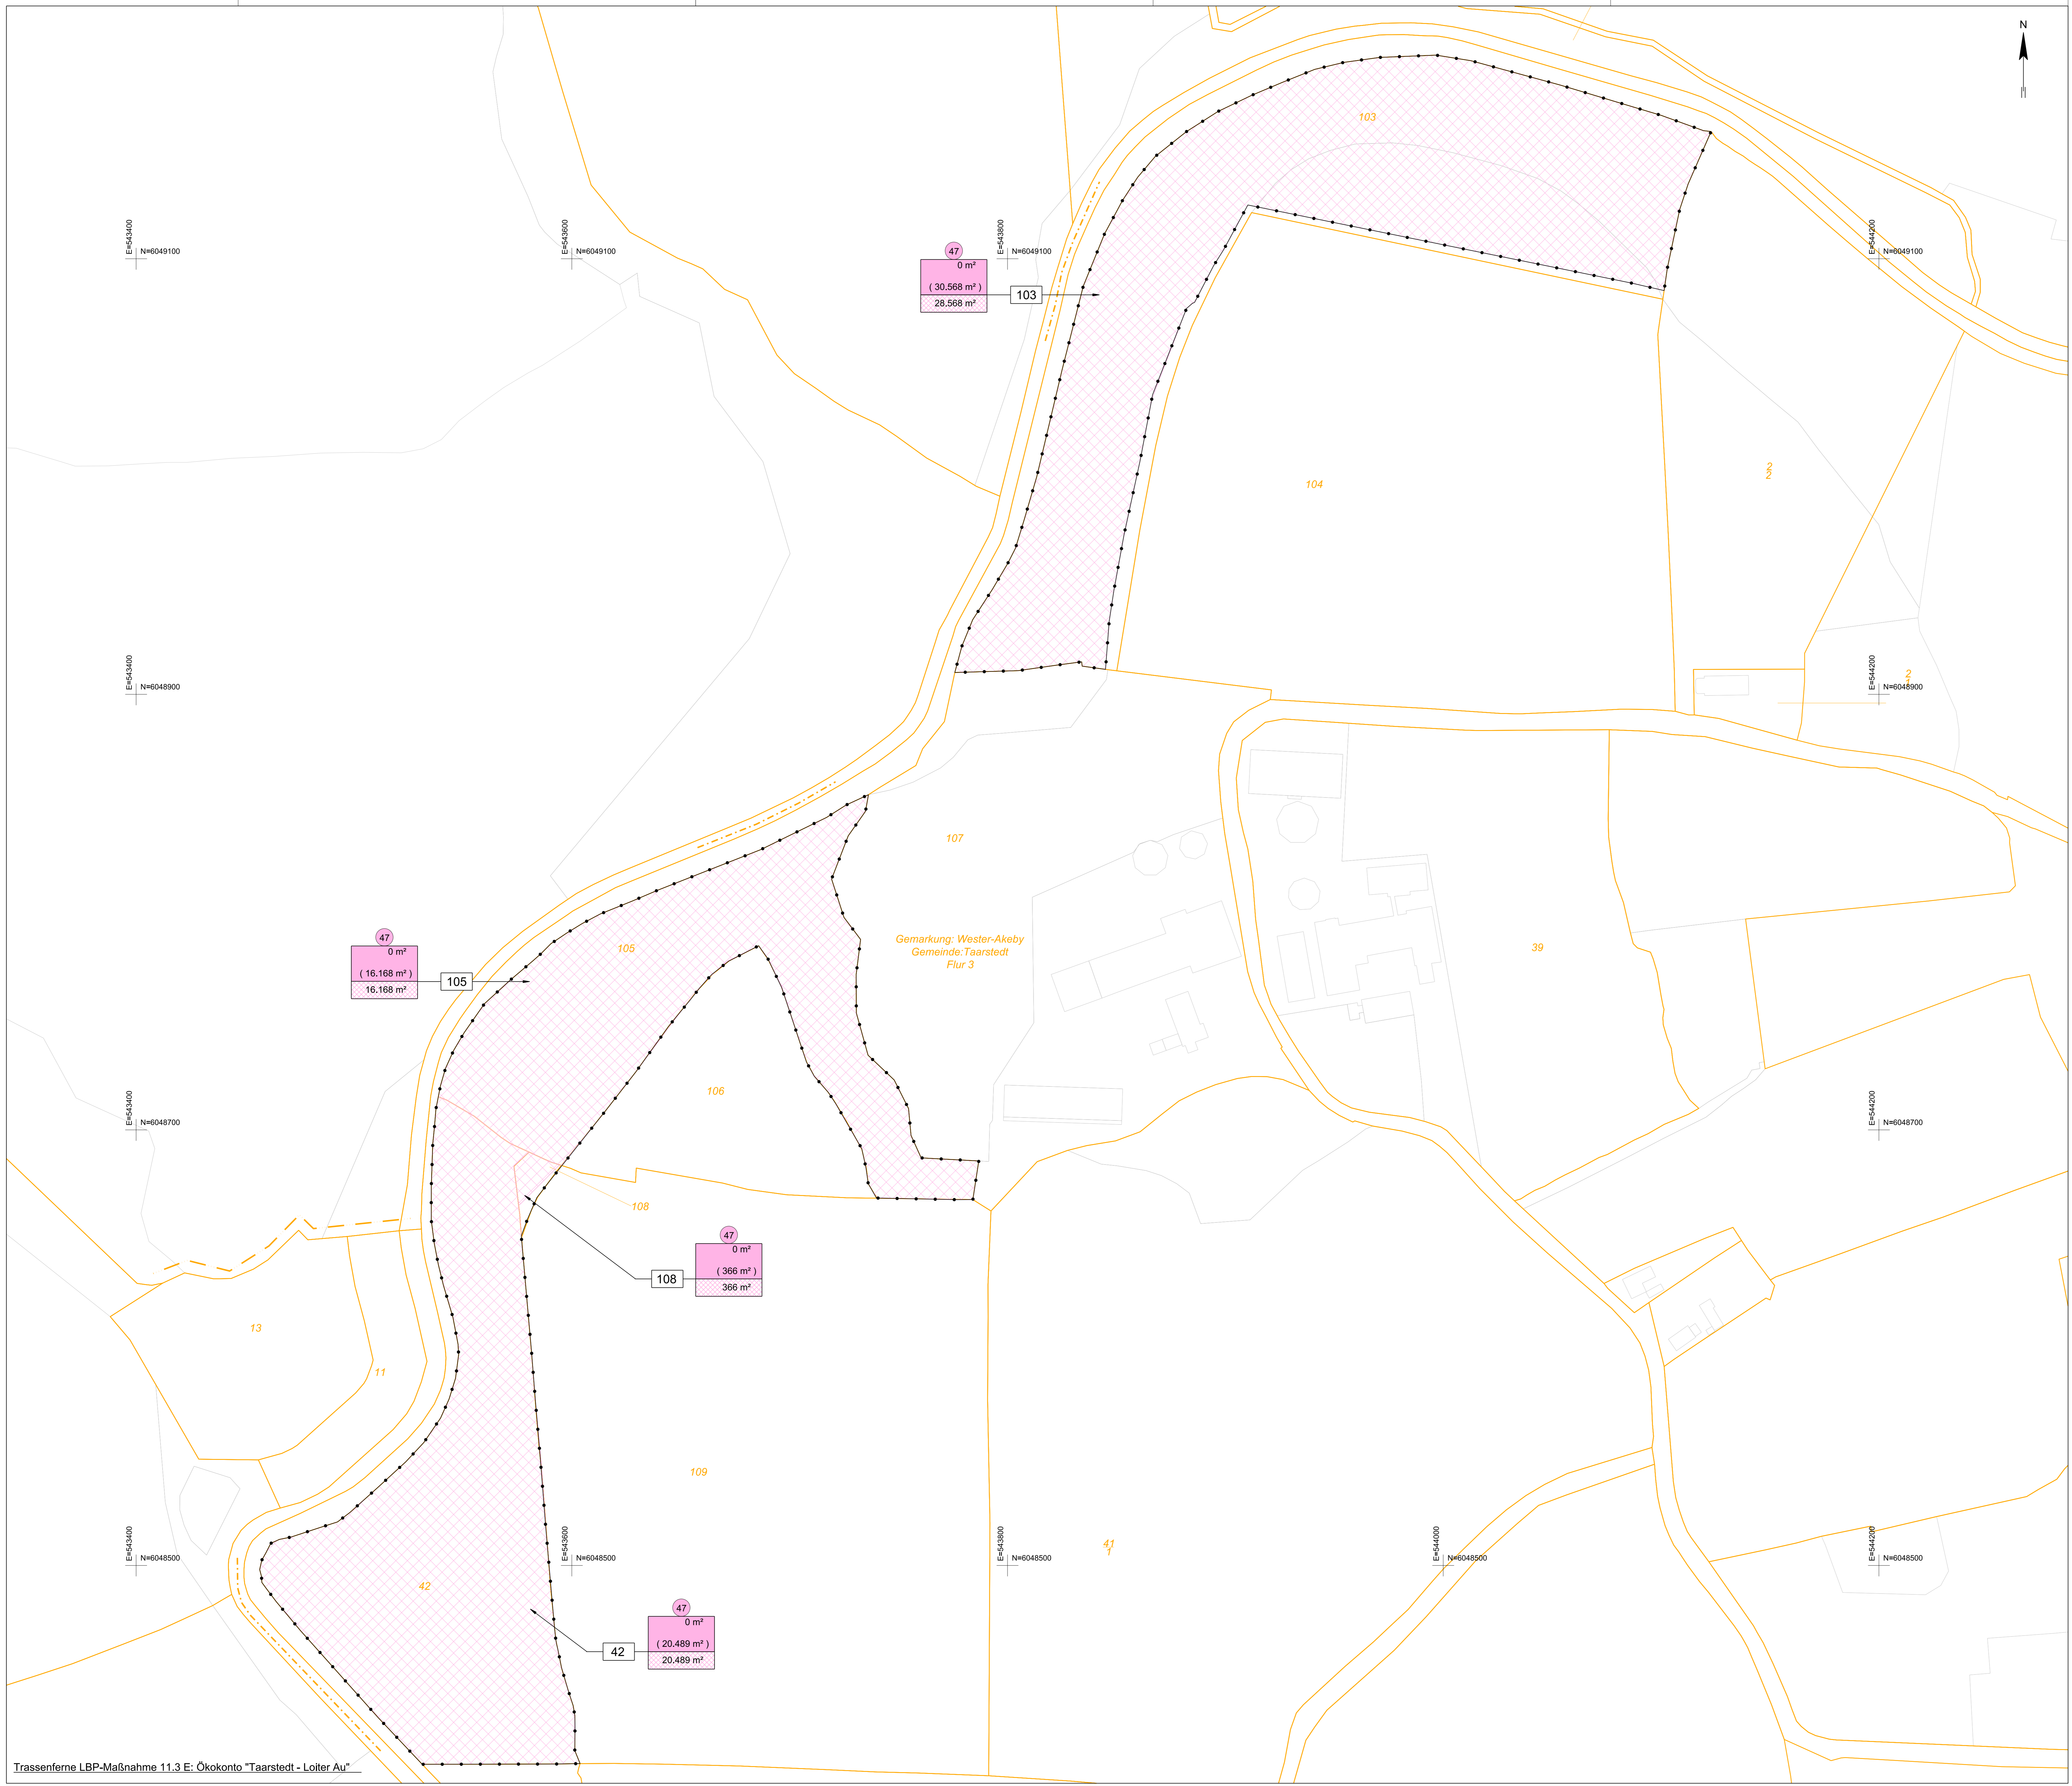 N
103
E=543400
N=6049100
E=543600
N=6049100
E=543800
N=6049100
E=544200
N=6049100
47
0 m²
( 30.568 m² )
28.568 m²
103
104
2
2
E=543400
N=6048900
2
E=544200
N=6048900
107
47
0 m²
( 16.168 m² )
16.168 m²
105
105
Gemarkung: Wester-Akeby
Gemeinde:Taarstedt
Flur 3
39
106
E=543400
N=6048700
E=544200
N=6048700
108
47
0 m²
( 366 m² )
366 m²
108
13
11
109
E=543400
N=6048500
E=543600
N=6048500
E=543800
N=6048500
E=544000
N=6048500
E=544200
N=6048500
41
1
42
47
0 m²
( 20.489 m² )
20.489 m²
42
Trassenferne LBP-Maßnahme 11.3 E: Ökokonto "Taarstedt - Loiter Au"